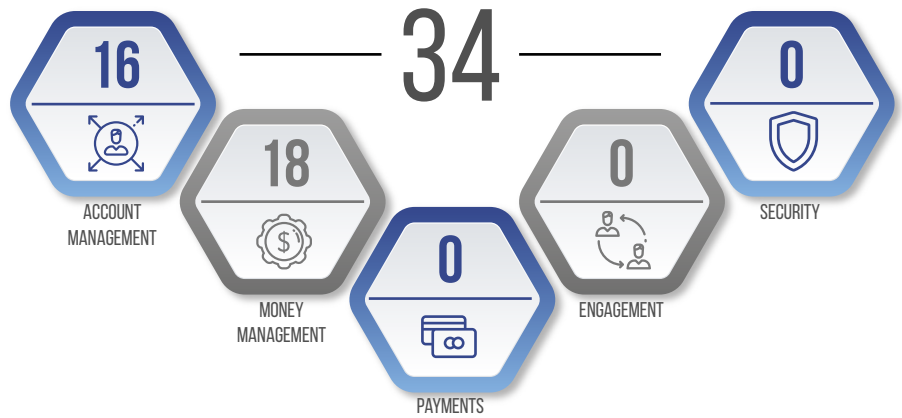 34
16
ACCOUNT
MANAGEMENT
18
MONEY
MANAGEMENT
0
PAYMENTS
0
ENGAGEMENT
0
SECURITY